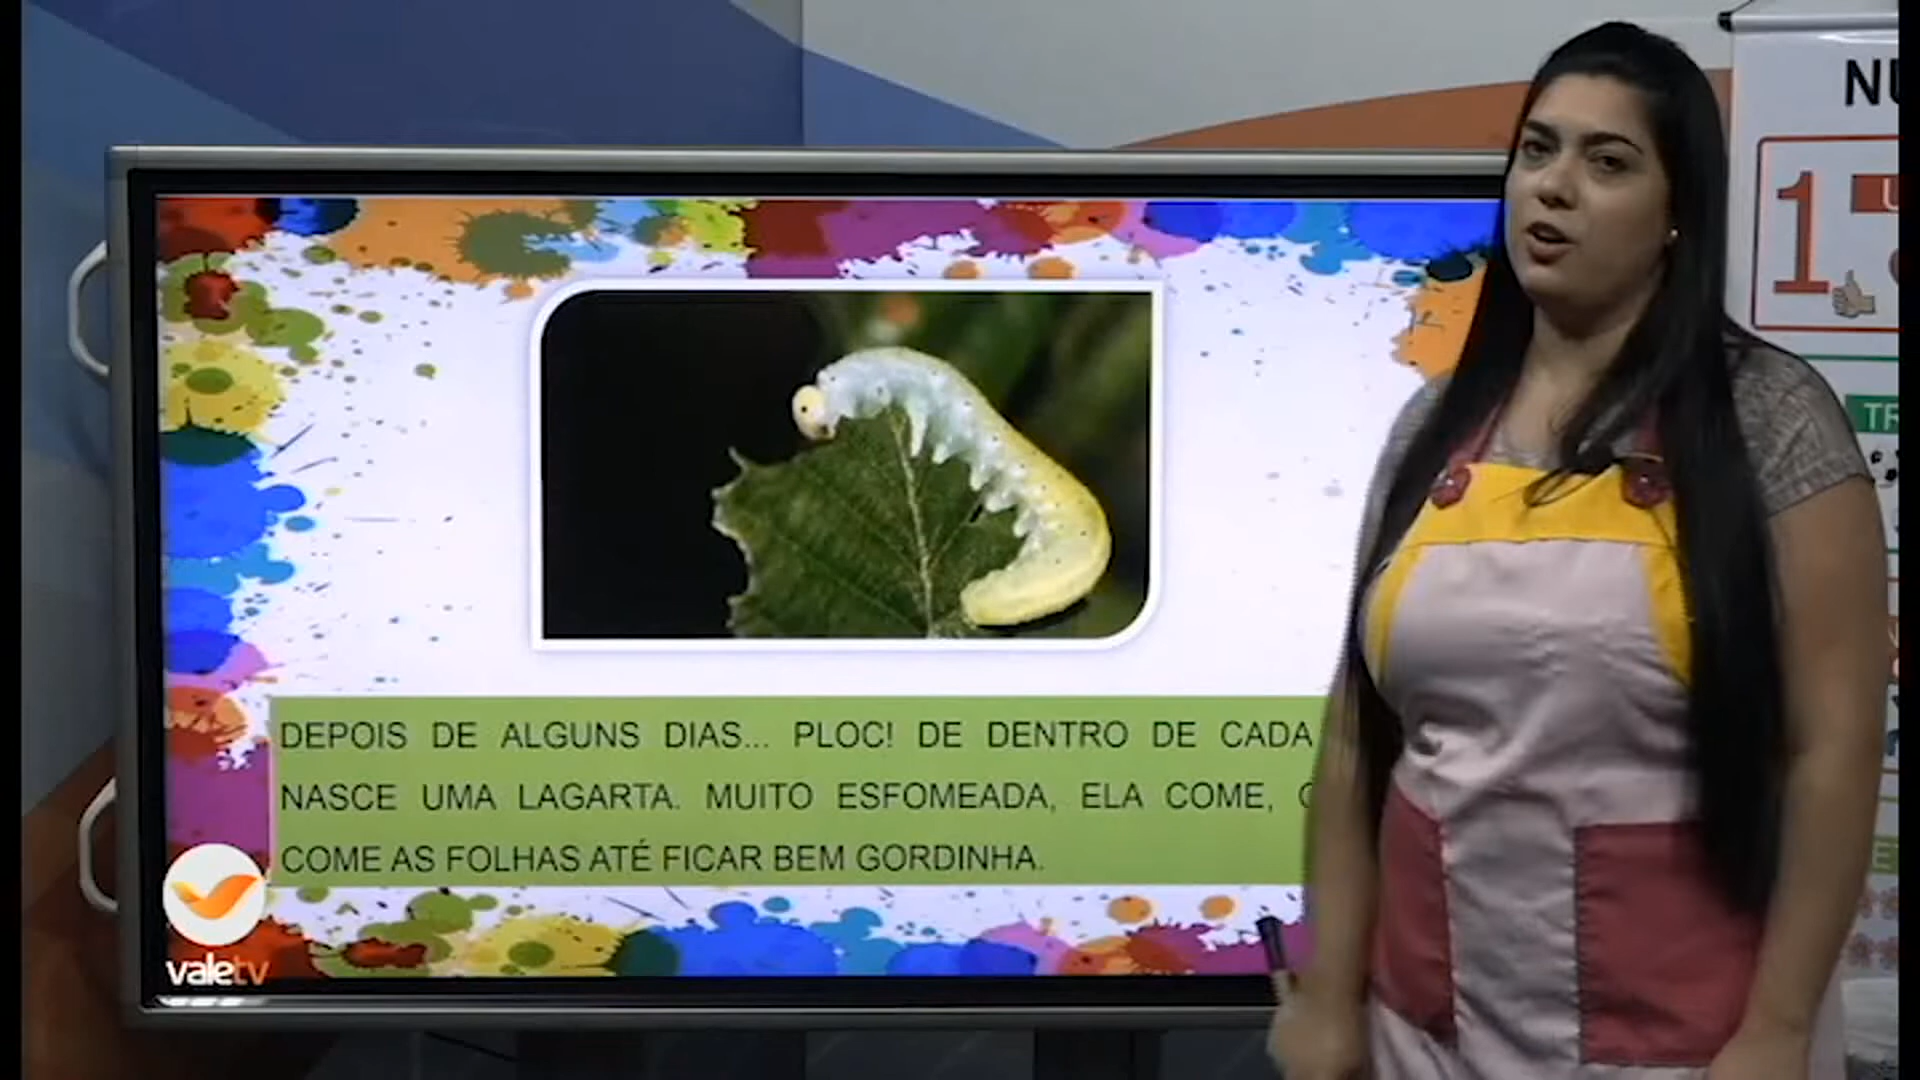 NU
1
TR
DEPOIS DE ALGUNS DIAS... PLOC! DE DENTRO DE CADA
NASCE UMA LAGARTA. MUITO ESFOMEADA, ELA COME,
COME AS FOLHAS ATÉ FICAR BEM GORDINHA.
valetv